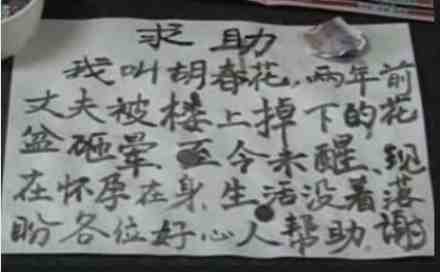 求助
我叫胡春花，两年前
丈夫被楼上掉下的花
盆砸晕 至今未醒、现
在怀孕在身，生活没着落
盼各位好心人帮助，谢